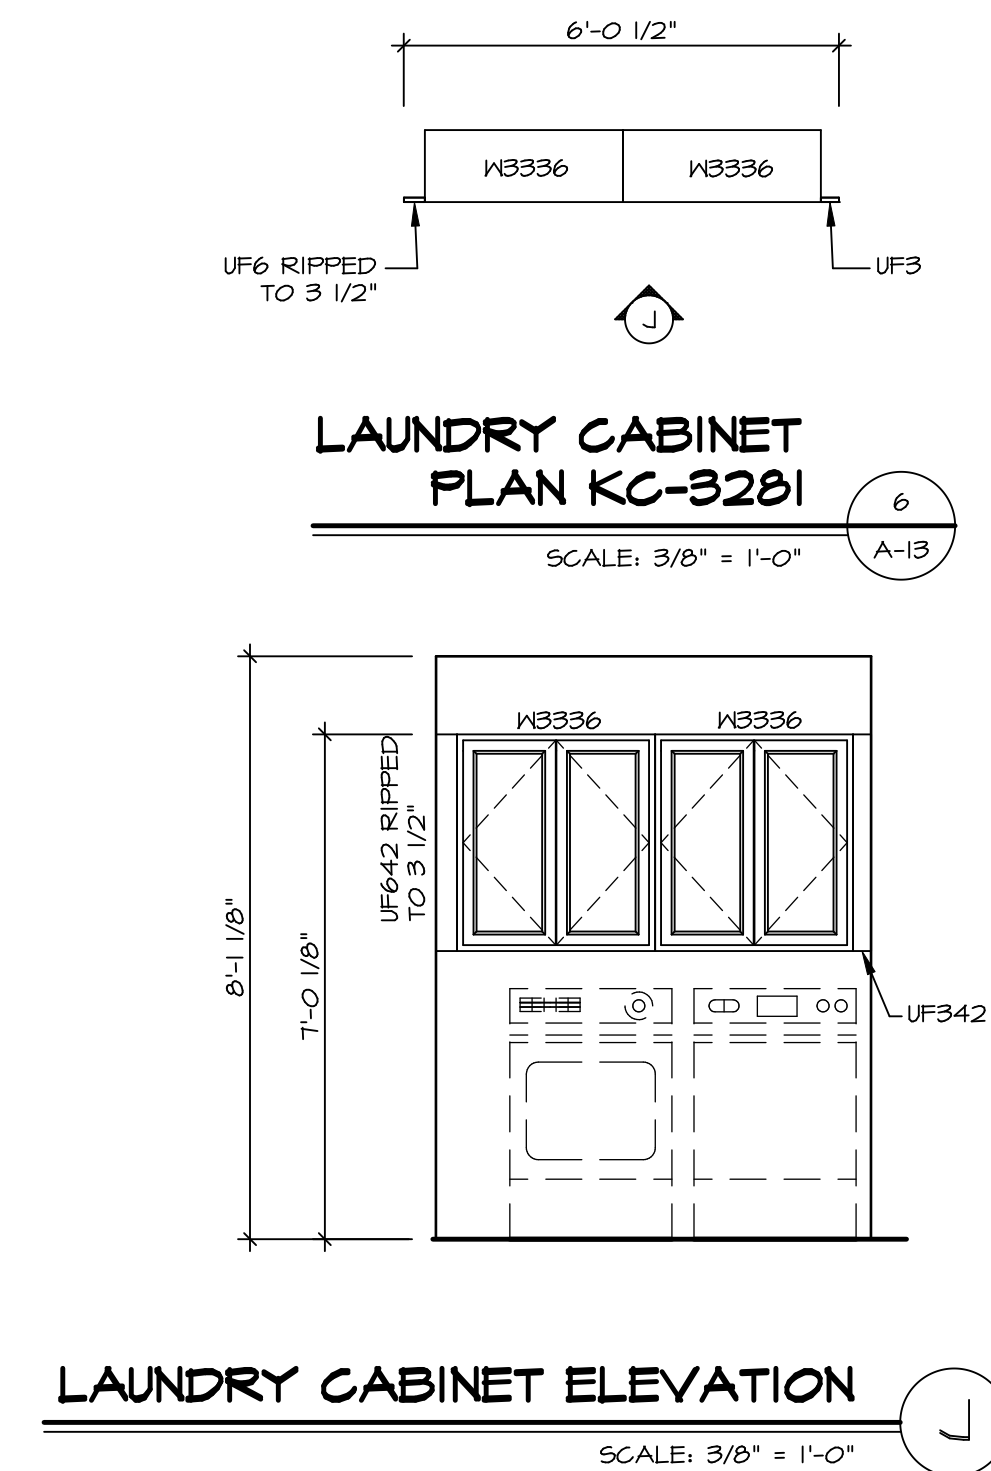 6'-0 1/2"
W3336
W3336
UF6 RIPPED
TO 3 1/2"
UF3
J
LAUNDRY CABINET
PLAN KC-3281
6
A-13
SCALE: 3/8" = 1'-0"
W3336
W3336
UF642 RIPPED
TO 3 1/2"
8'-1 1/8"
7'-0 1/8"
UF342
LAUNDRY CABINET ELEVATION
J
SCALE: 3/8" = 1'-0"